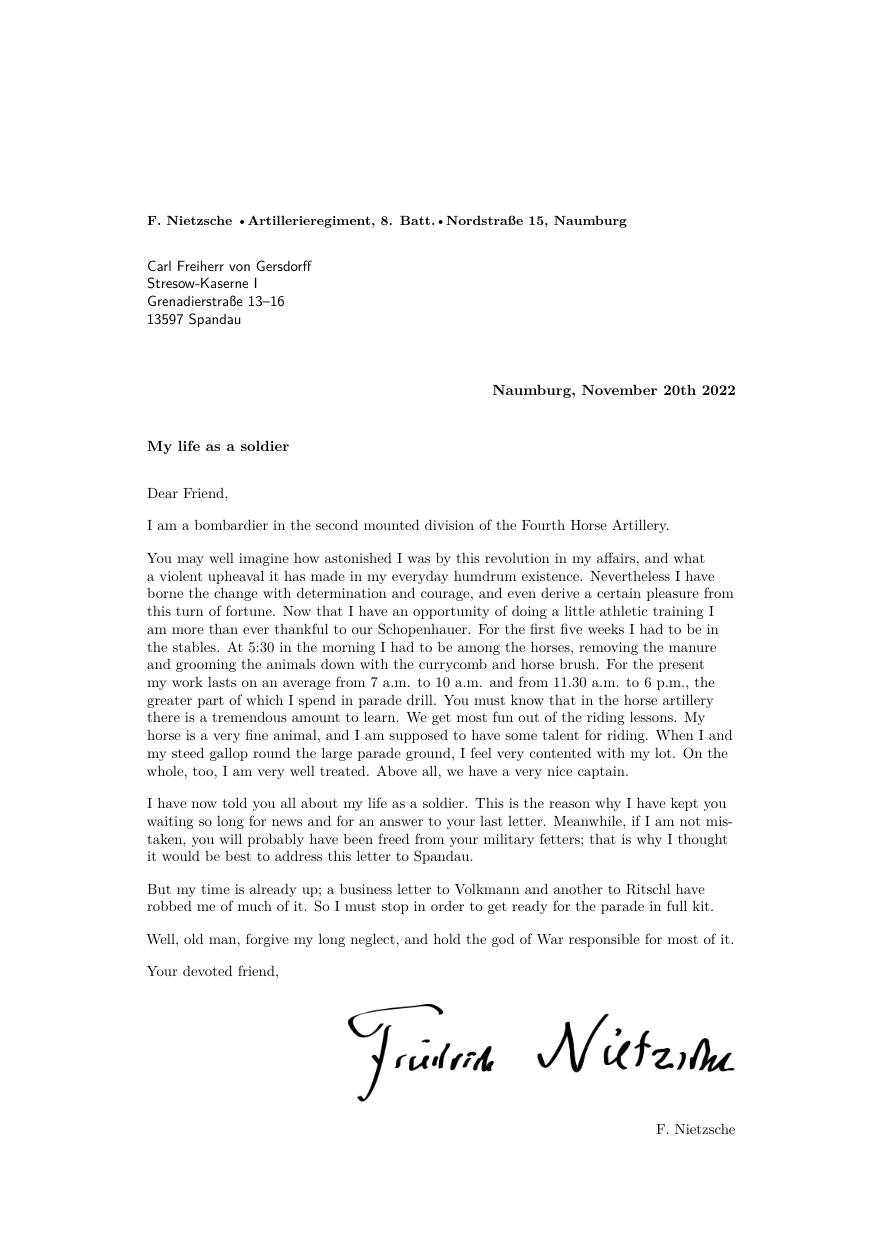 F. Nietzsche • Artillerieregiment, 8. Batt. • Nordstraße 15, Naumburg
Carl Freiherr von Gersdorff
Stresow-Kaserne I
Grenadierstraße 13–16
13597 Spandau
Naumburg, November 20th 2022
My life as a soldier
Dear Friend,
I am a bombardier in the second mounted division of the Fourth Horse Artillery.
You may well imagine how astonished I was by this revolution in my affairs, and what
a violent upheaval it has made in my everyday humdrum existence. Nevertheless I have
borne the change with determination and courage, and even derive a certain pleasure from
this turn of fortune. Now that I have an opportunity of doing a little athletic training I
am more than ever thankful to our Schopenhauer. For the first five weeks I had to be in
the stables. At 5:30 in the morning I had to be among the horses, removing the manure
and grooming the animals down with the currycomb and horse brush. For the present
my work lasts on an average from 7 a.m. to 10 a.m. and from 11.30 a.m. to 6 p.m., the
greater part of which I spend in parade drill. You must know that in the horse artillery
there is a tremendous amount to learn. We get most fun out of the riding lessons. My
horse is a very fine animal, and I am supposed to have some talent for riding. When I and
my steed gallop round the large parade ground, I feel very contented with my lot. On the
whole, too, I am very well treated. Above all, we have a very nice captain.
I have now told you all about my life as a soldier. This is the reason why I have kept you
waiting so long for news and for an answer to your last letter. Meanwhile, if I am not mis-
taken, you will probably have been freed from your military fetters; that is why I thought
it would be best to address this letter to Spandau.
But my time is already up; a business letter to Volkmann and another to Ritschl have
robbed me of much of it. So I must stop in order to get ready for the parade in full kit.
Well, old man, forgive my long neglect, and hold the god of War responsible for most of it.
Your devoted friend,
Friedrich Nietzsche
F. Nietzsche